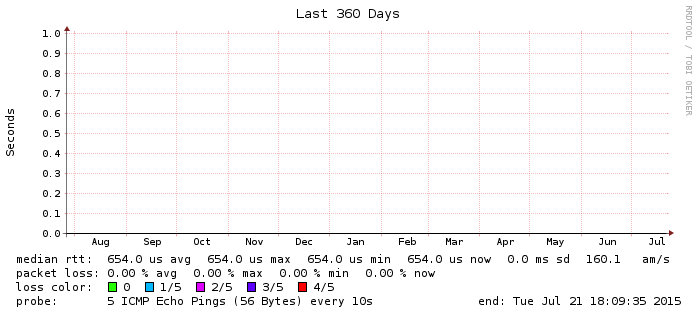 Last 360 Days
RRDTOOL / TOBI OETIKER
Seconds
1.0
0.9
0.8
0.7
0.6
0.5
0.4
0.3
0.2
0.1
0.0
Aug Sep Oct Nov Dec Jan Feb Mar Apr May Jun Jul
median rtt: 654.0 us avg 654.0 us max 654.0 us min 654.0 us now 0.0 ms sd 160.1 am/s
packet loss: 0.00 % avg 0.00 % max 0.00 % min 0.00 % now
loss color: 0 1/5 2/5 3/5 4/5
probe: 5 ICMP Echo Pings (56 Bytes) every 10s end: Tue Jul 21 18:09:35 2015